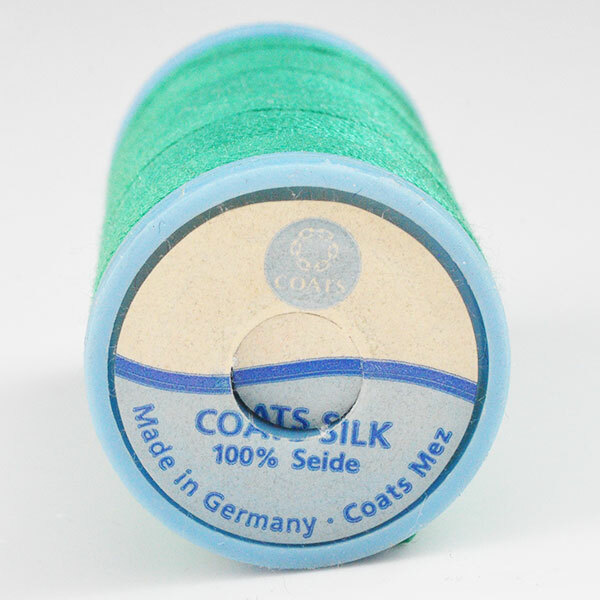 COATS
COATS SILK
100% Seide
Made in Germany · Coats Mez